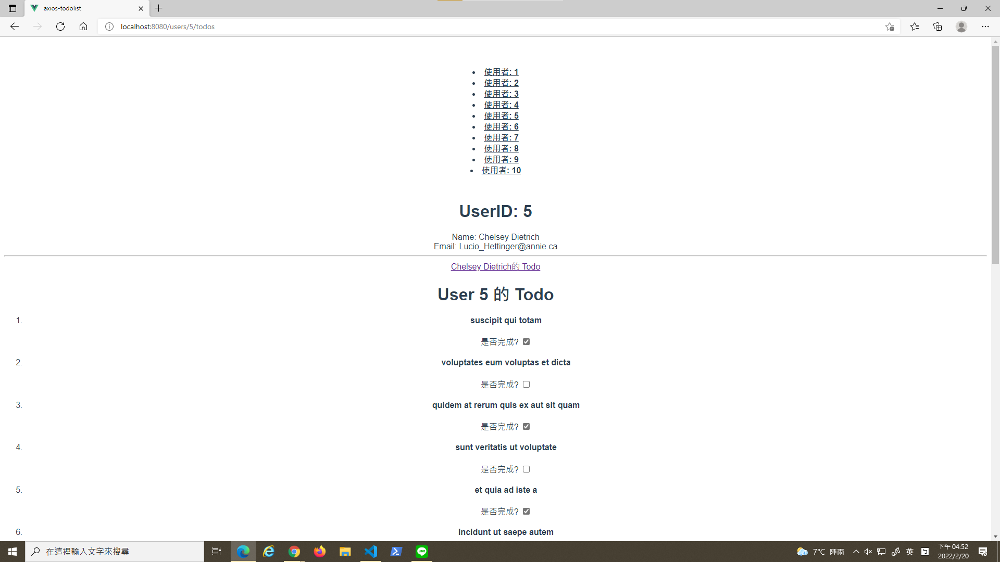 axios-todolist
localhost:8080/users/5/todos
使用者: 1
使用者: 2
使用者: 3
使用者: 4
使用者: 5
使用者: 6
使用者: 7
使用者: 8
使用者: 9
使用者: 10
UserID: 5
Name: Chelsey Dietrich
Email: Lucio_Hettinger@annie.ca
Chelsey Dietrich的 Todo
User 5 的 Todo
1. suscipit qui totam
是否完成?
2. voluptates eum voluptas et dicta
是否完成?
3. quidem at rerum quis ex aut sit quam
是否完成?
4. sunt veritatis ut voluptate
是否完成?
5. et quia ad iste a
是否完成?
6. incidunt ut saepe autem
在這裡輸入文字來搜尋
LINE
7°C 陣雨
英
下午 04:52
2022/2/20